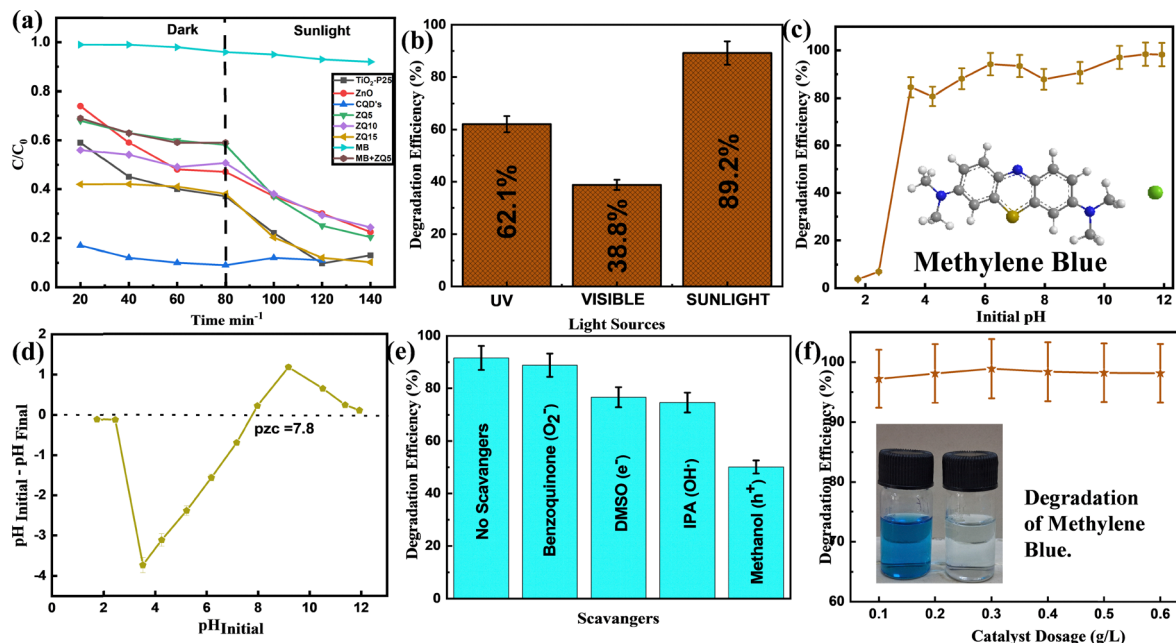 (a)
Dark
Sunlight
1.0
0.8
0.6
0.4
0.2
0.0
C/C0
20 40 60 80 100 120 140
Time min-1
TiO2-P25
ZnO
CQD's
ZQ5
ZQ10
ZQ15
MB
MB+ZQ5
(b)
Degradation Efficiency (%)
100
80
60
40
20
0
62.1%
38.8%
89.2%
UV VISIBLE SUNLIGHT
Light Sources
(c)
Degradation Efficiency (%)
100
80
60
40
20
0
Methylene Blue
2 4 6 8 10 12
Initial pH
(d)
pH Initial - pH Final
2
1
0
-1
-2
-3
-4
pzc =7.8
0 2 4 6 8 10 12
pHInitial
(e)
Degradation Efficiency (%)
100
90
80
70
60
50
40
30
20
10
0
No Scavangers
Benzoquinone (O2-)
DMSO (e-)
IPA (OH·)
Methanol (h+)
Scavangers
(f)
Degradation Efficiency (%)
100
90
80
70
60
Degradation
of Methylene
Blue.
0.1 0.2 0.3 0.4 0.5 0.6
Catalyst Dosage (g/L)